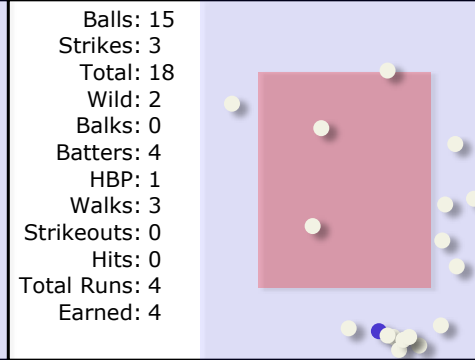 Balls: 15
Strikes: 3
Total: 18
Wild: 2
Balks: 0
Batters: 4
HBP: 1
Walks: 3
Strikeouts: 0
Hits: 0
Total Runs: 4
Earned: 4